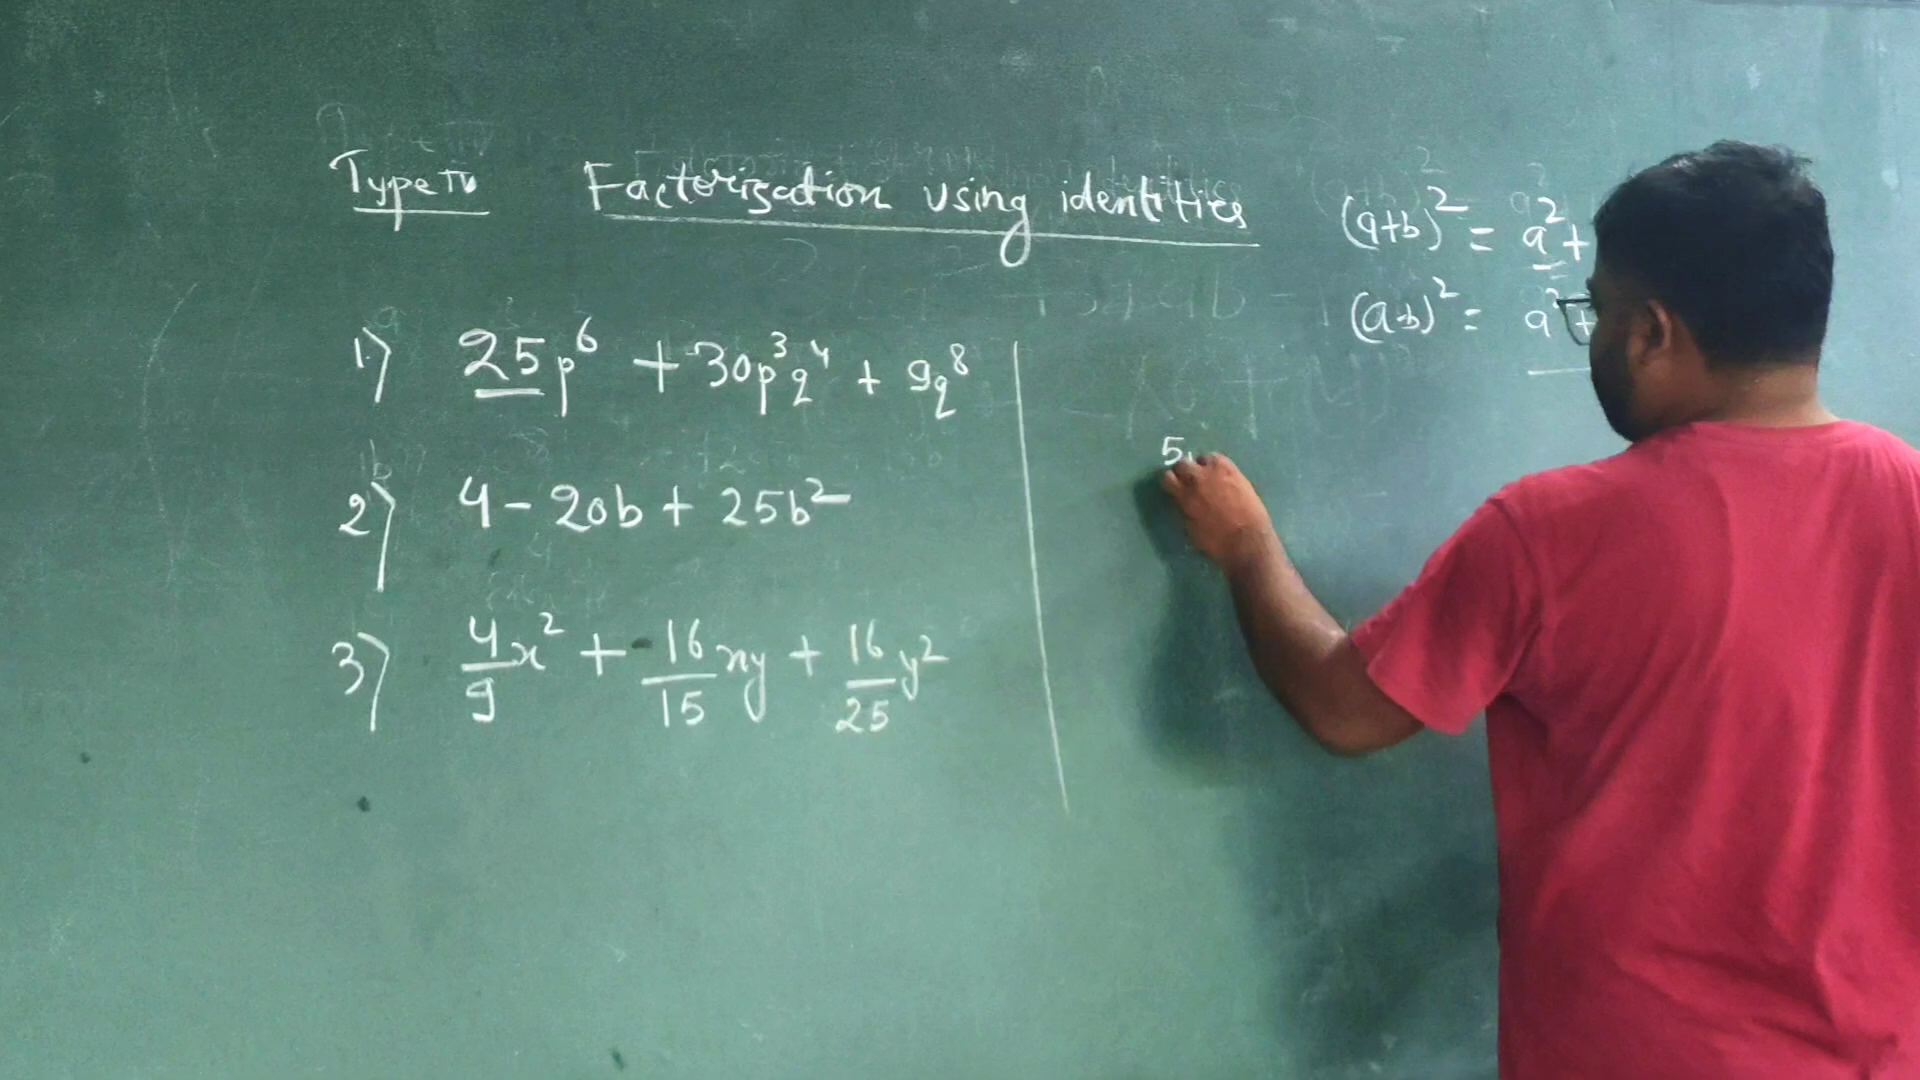 Type IV Factorisation using identities
(a+b)² = a² +
(a-b)² = a² +
1) 25p⁶ + 30p³q⁴ + 9q⁸
5
2) 4 - 20b + 25b²
3) 4/9 x² + 16/15 xy + 16/25 y²